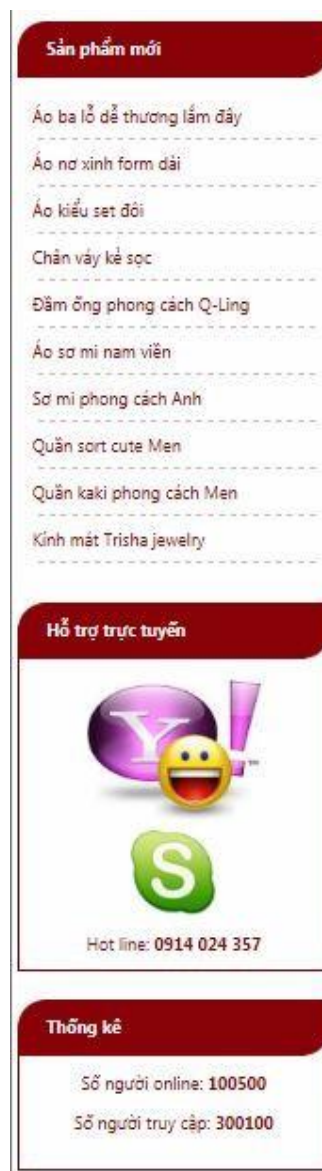 Sản phẩm mới
Áo ba lỗ dễ thương lắm đây
Áo nơ xinh form dài
Áo kiểu set đôi
Chân váy kẻ sọc
Đầm ống phong cách Q-Ling
Áo sơ mi nam viền
Sơ mi phong cách Anh
Quần sort cute Men
Quần kaki phong cách Men
Kính mát Trisha jewelry
Hỗ trợ trực tuyến
Y!
S
Hot line: 0914 024 357
Thống kê
Số người online: 100500
Số người truy cập: 300100